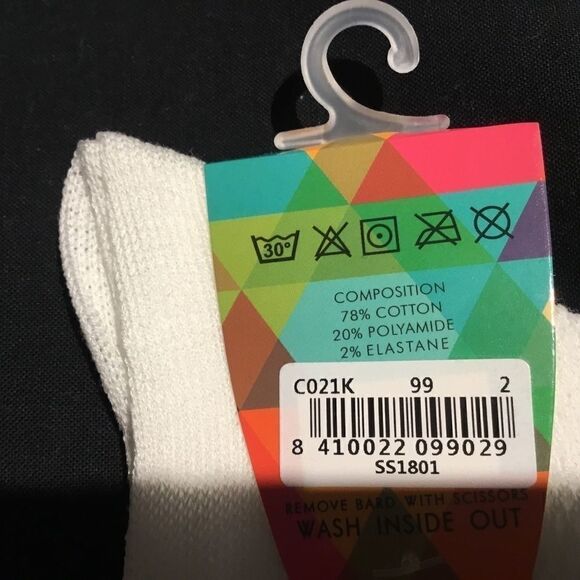 30°
COMPOSITION
78% COTTON
20% POLYAMIDE
2% ELASTANE
C021K 99 2
8 410022 099029
SS1801
REMOVE BARD WITH SCISSORS
WASH INSIDE OUT